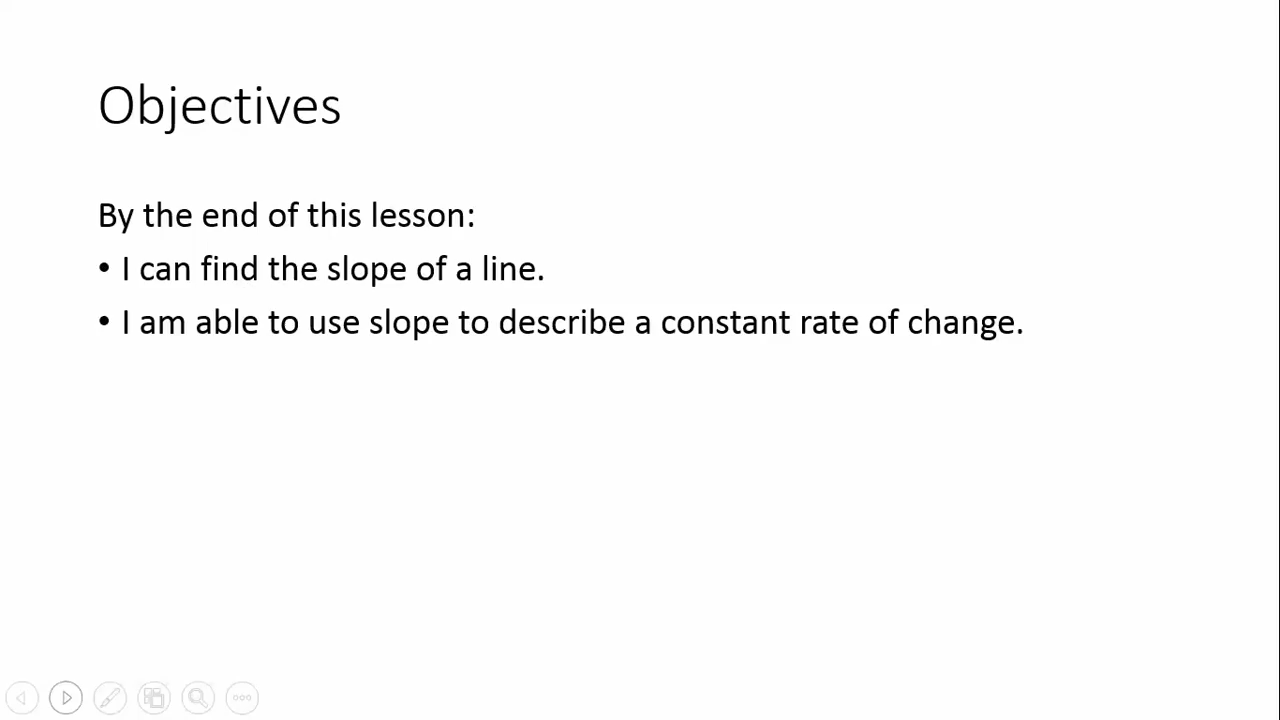 Objectives
By the end of this lesson:
• I can find the slope of a line.
• I am able to use slope to describe a constant rate of change.